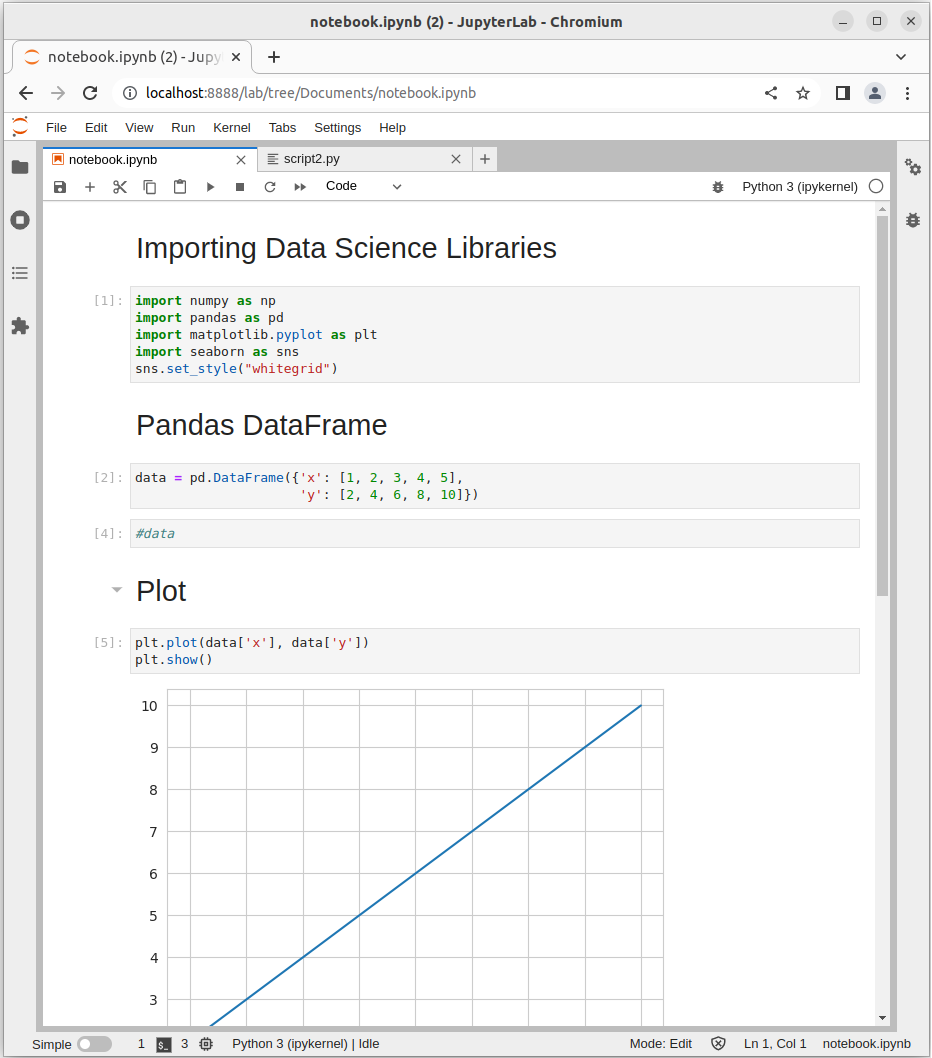 notebook.ipynb (2) - JupyterLab - Chromium
notebook.ipynb (2) - Jupy
localhost:8888/lab/tree/Documents/notebook.ipynb
File Edit View Run Kernel Tabs Settings Help
notebook.ipynb script2.py
Code Python 3 (ipykernel)
Importing Data Science Libraries
[1]: import numpy as np
import pandas as pd
import matplotlib.pyplot as plt
import seaborn as sns
sns.set_style("whitegrid")
Pandas DataFrame
[2]: data = pd.DataFrame({'x': [1, 2, 3, 4, 5],
'y': [2, 4, 6, 8, 10]})
[4]: #data
Plot
[5]: plt.plot(data['x'], data['y'])
plt.show()
10
9
8
7
6
5
4
3
Simple 1 $_ 3 Python 3 (ipykernel) | Idle Mode: Edit Ln 1, Col 1 notebook.ipynb